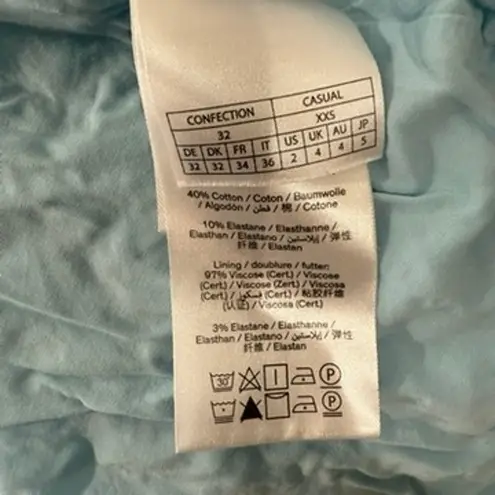 CONFECTION CASUAL
32 XXS
DE DK FR IT US UK AU JP
32 32 34 36 2 4 4 5
40% Cotton / Coton / Baumwolle
/ Algodón / قطن / 棉 / Cotone
10% Elastane / Elasthanne /
Elasthan / Elastano / إيلاستين / 弹性
纤维 / Elastan
Lining / doublure / futter:
97% Viscose (Cert.) / Viscose
(Cert.) / Viskose (Zert.) / Viscosa
(Cert.) / فسكوز (Cert.) / 粘胶纤维
(认证) / Viscosa (Cert.)
3% Elastane / Elasthanne /
Elasthan / Elastano / إيلاستين / 弹性
纤维 / Elastan
30° P
P